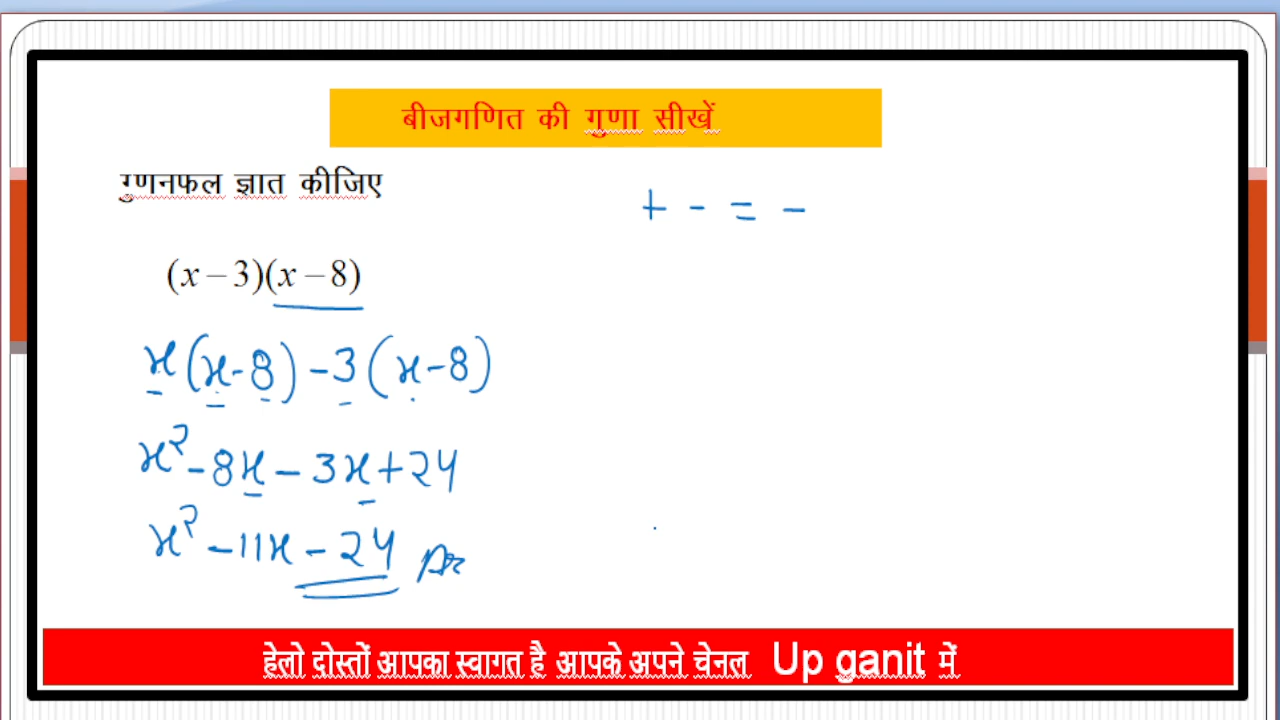 बीजगणित की गुणा सीखें
गुणनफल ज्ञात कीजिए
+ - = -
(x – 3)(x – 8)
x(x-8) -3(x-8)
x² -8x - 3x + 24
x² - 11x - 24
हेलो दोस्तों आपका स्वागत है आपके अपने चेनल Up ganit में